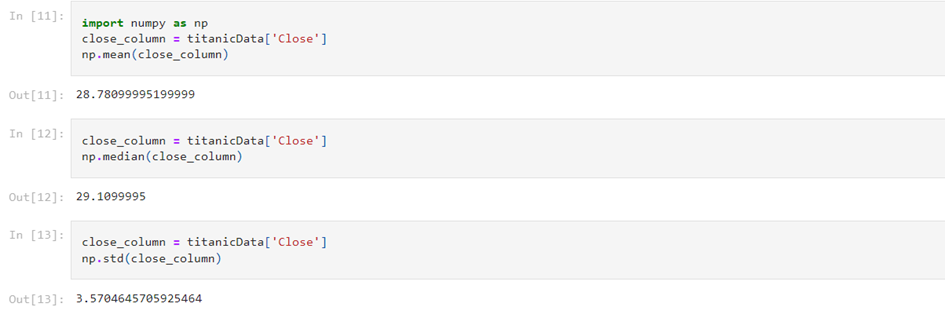 In [11]:
import numpy as np
close_column = titanicData['Close']
np.mean(close_column)
Out[11]: 28.78099995199999
In [12]:
close_column = titanicData['Close']
np.median(close_column)
Out[12]: 29.1099995
In [13]:
close_column = titanicData['Close']
np.std(close_column)
Out[13]: 3.5704645705925464